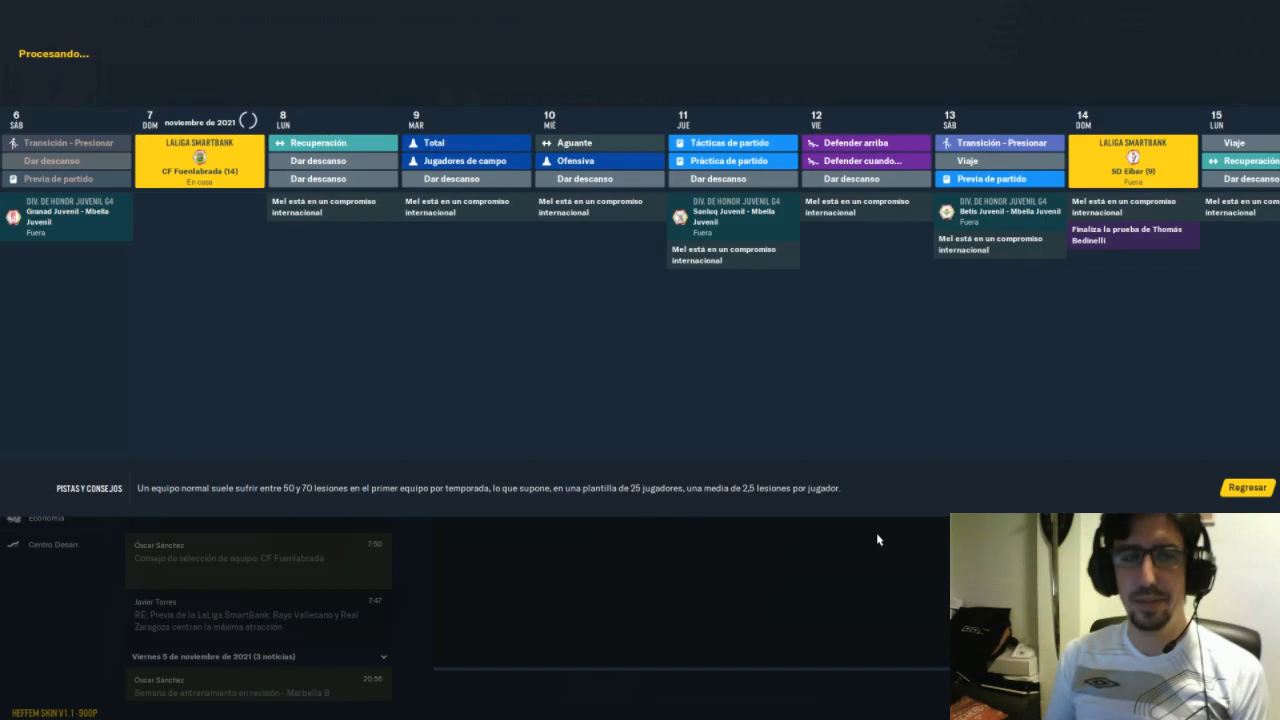 Procesando...
6
SÁB
7
DOM
noviembre de 2021
8
LUN
9
MAR
10
MIÉ
11
JUE
12
VIE
13
SÁB
14
DOM
15
LUN
Transición - Presionar
Dar descanso
Previa de partido
DIV. DE HONOR JUVENIL G4
Granad Juvenil - Mbella
Juvenil
Fuera
LALIGA SMARTBANK
CF Fuenlabrada (14)
En casa
Recuperación
Dar descanso
Dar descanso
Mel está en un compromiso
internacional
Total
Jugadores de campo
Dar descanso
Mel está en un compromiso
internacional
Aguante
Ofensiva
Dar descanso
Mel está en un compromiso
internacional
Tácticas de partido
Práctica de partido
Dar descanso
DIV. DE HONOR JUVENIL G4
Sanluq Juvenil - Mbella
Juvenil
Fuera
Mel está en un compromiso
internacional
Defender arriba
Defender cuando...
Dar descanso
Mel está en un compromiso
internacional
Transición - Presionar
Viaje
Previa de partido
DIV. DE HONOR JUVENIL G4
Betis Juvenil - Mbella Juvenil
Fuera
Mel está en un compromiso
internacional
LALIGA SMARTBANK
SD Eibar (9)
Fuera
Mel está en un compromiso
internacional
Finaliza la prueba de Thomás
Bedinelli
Viaje
Recuperación
Dar descanso
Mel está en un com
internacional
PISTAS Y CONSEJOS
Un equipo normal suele sufrir entre 50 y 70 lesiones en el primer equipo por temporada, lo que supone, en una plantilla de 25 jugadores, una media de 2,5 lesiones por jugador.
Regresar
Economía
Centro Desarr.
Óscar Sánchez
7:50
Consejo de selección de equipo: CF Fuenlabrada
Javier Torres
7:47
RE: Previa de la LaLiga SmartBank: Rayo Vallecano y Real
Zaragoza centran la máxima atracción
Viernes 5 de noviembre de 2021 (3 noticias)
Óscar Sánchez
20:56
Semana de entrenamiento en revisión - Marbella B
HEFFEM SKIN V1.1 - 900P